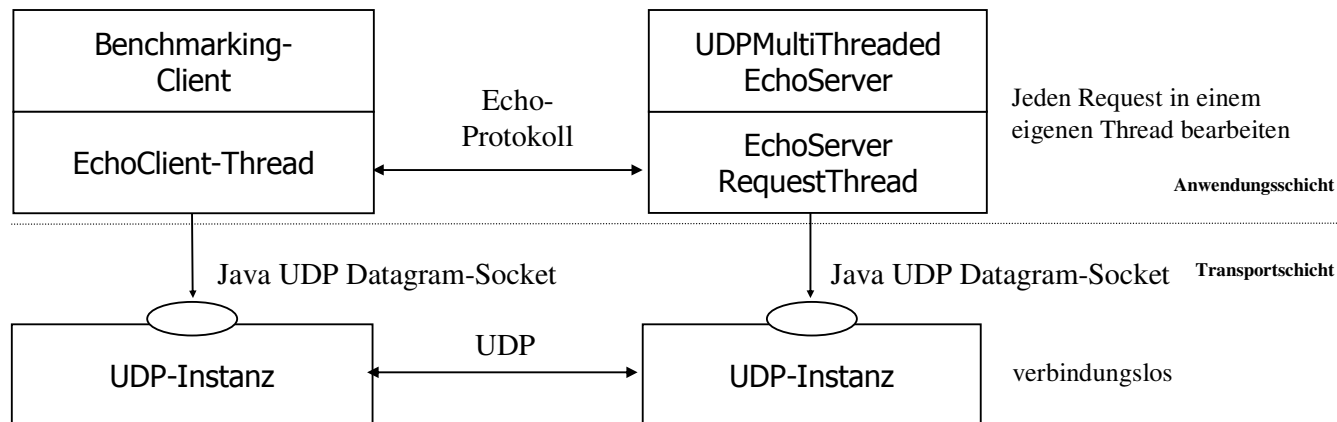 Benchmarking-
Client
EchoClient-Thread
Echo-
Protokoll
UDPMultiThreaded
EchoServer
EchoServer
RequestThread
Jeden Request in einem
eigenen Thread bearbeiten
Anwendungsschicht
Java UDP Datagram-Socket
Java UDP Datagram-Socket
Transportschicht
UDP-Instanz
UDP
UDP-Instanz
verbindungslos